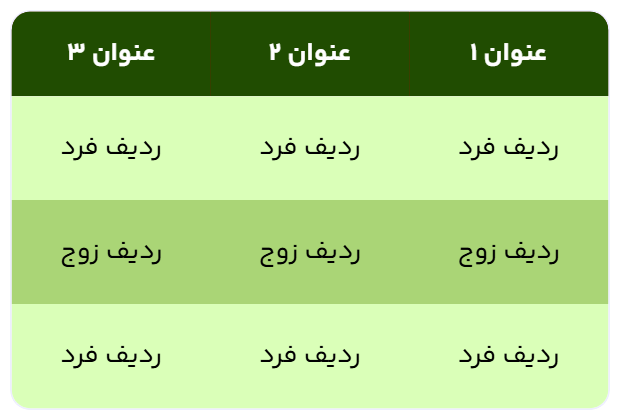 عنوان ۱ عنوان ۲ عنوان ۳
ردیف فرد ردیف فرد ردیف فرد
ردیف زوج ردیف زوج ردیف زوج
ردیف فرد ردیف فرد ردیف فرد